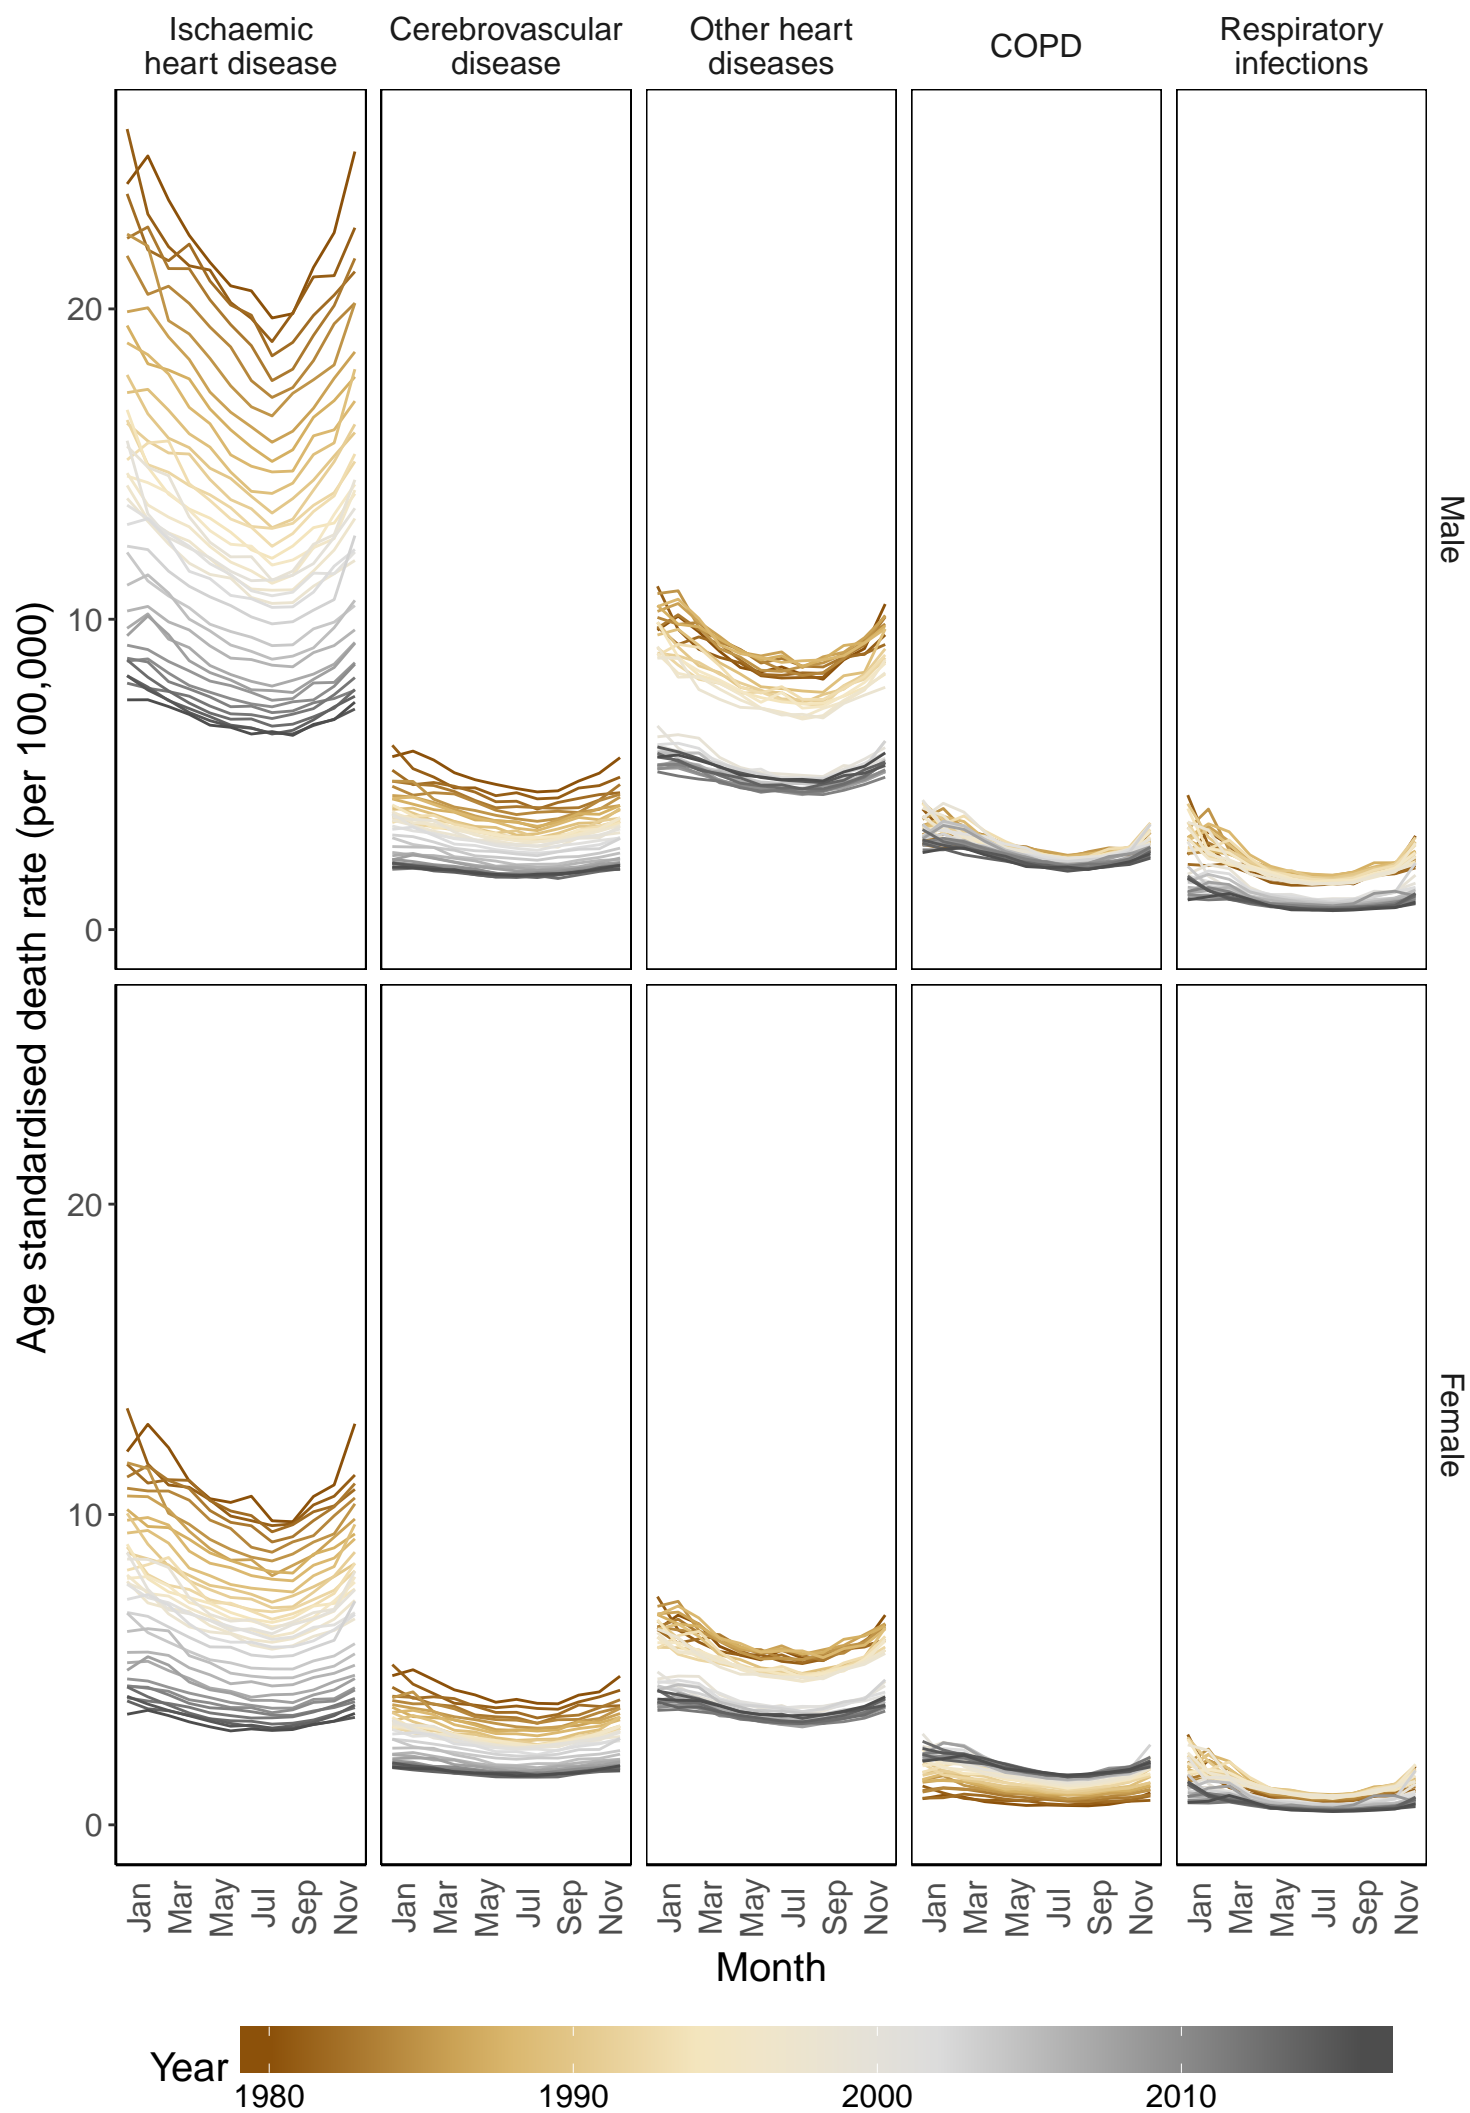 Ischaemic
heart disease
Cerebrovascular
disease
Other heart
diseases
COPD
Respiratory
infections
Age standardised death rate (per 100,000)
20
10
0
Male
20
10
0
Female
Jan Mar May Jul Sep Nov
Jan Mar May Jul Sep Nov
Jan Mar May Jul Sep Nov
Jan Mar May Jul Sep Nov
Jan Mar May Jul Sep Nov
Month
Year
1980 1990 2000 2010